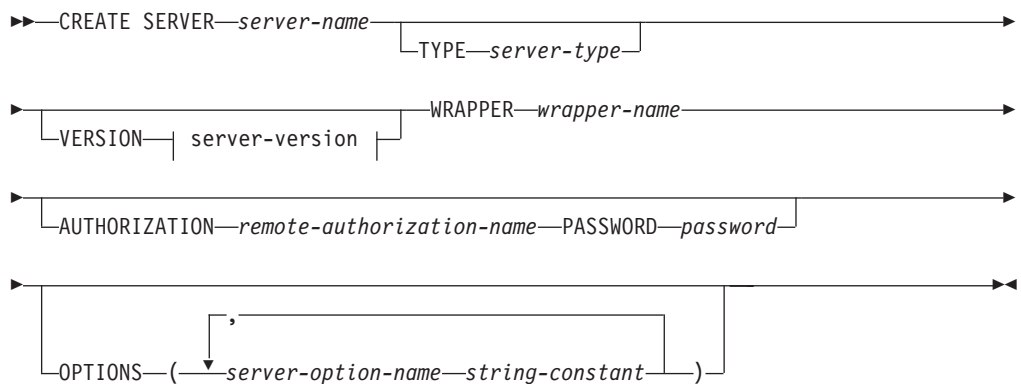 CREATE SERVER server-name
TYPE server-type
VERSION server-version WRAPPER wrapper-name
AUTHORIZATION remote-authorization-name PASSWORD password
,
OPTIONS ( server-option-name string-constant )